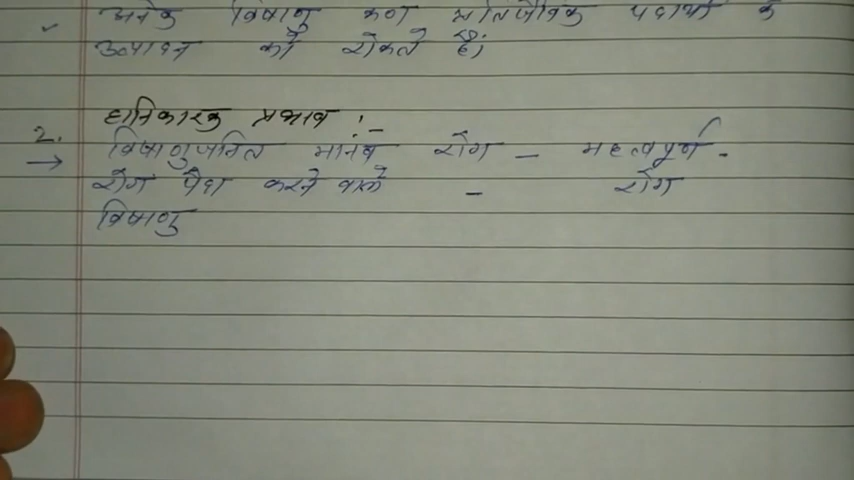 अनेक विषाणु कण प्रतिजैविक पदार्थो के
उत्पादन को रोकते हैं।
2. हानिकारक प्रभाव :-
→ विषाणुजनित मानव रोग - महत्वपूर्ण -
रोग पैदा करने वाले - रोग
विषाणु